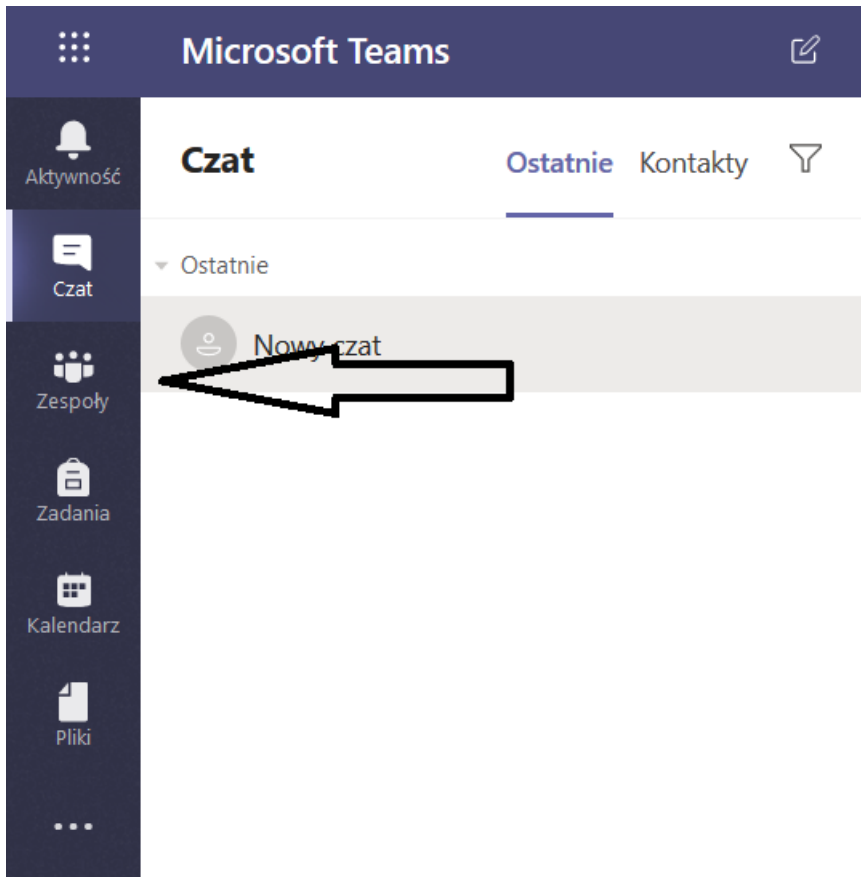 Microsoft Teams
Aktywność
Czat
Zespoły
Zadania
Kalendarz
Pliki
Czat
Ostatnie Kontakty
Ostatnie
Nowy czat